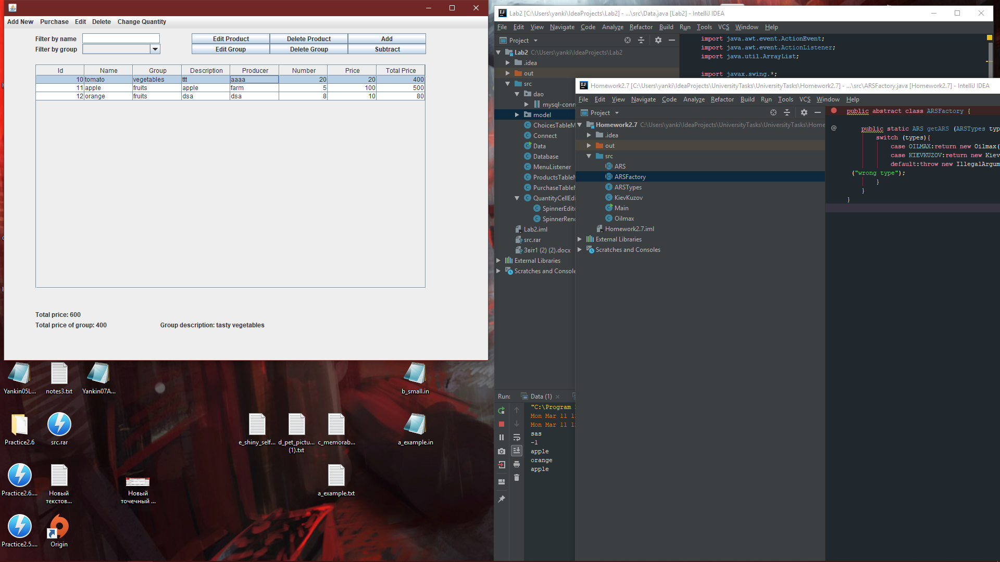 Add New Purchase Edit Delete Change Quantity
Filter by name
Filter by group
Edit Product Delete Product Add
Edit Group Delete Group Subtract
Id Name Group Description Producer Number Price Total Price
10 tomato vegetables ttt aaaa 20 20 400
11 apple fruits apple farm 5 100 500
12 orange fruits dsa dsa 8 10 80
Total price: 600
Total price of group: 400 Group description: tasty vegetables
Yankin05L...
notes3.txt
Yankin07A...
b_small.in
Practice2.6
src.rar
e_shiny_self...
d_pet_pictu...
(1).txt
c_memorab...
a_example.in
Practice2.6....
Новый
текстов...
Новый
точечный ...
a_example.txt
Practice2.5....
Origin
Lab2 [C:\Users\yanki\IdeaProjects\Lab2] - ...\src\Data.java [Lab2] - IntelliJ IDEA
File Edit View Navigate Code Analyze Refactor Build Run Tools VCS Window Help
Project
Lab2 C:\Users\yanki\IdeaProjects\Lab2
.idea
out
src
dao
mysql-conn
model
ChoicesTableM
Connect
Data
Database
MenuListener
ProductsTableM
PurchaseTableM
QuantityCellEdi
SpinnerEdito
SpinnerRend
Lab2.iml
src.rar
Звіт1 (2) (2).docx
External Libraries
Scratches and Console
import java.awt.event.ActionEvent;
import java.awt.event.ActionListener;
import java.util.ArrayList;
import javax.swing.*;
Run: Data (1)
"C:\Program
Mon Mar 11 1
Mon Mar 11 1
sas
-1
apple
orange
apple
Homework2.7 [C:\Users\yanki\IdeaProjects\UniversityTasks\UniversityTasks\Homework2.7] - ...\src\ARSFactory.java [Homework2.7] - IntelliJ IDEA
File Edit View Navigate Code Analyze Refactor Build Run Tools VCS Window Help
Project
Homework2.7 C:\Users\yanki\IdeaProjects\UniversityTasks\UniversityTasks\Home
.idea
out
src
ARS
ARSFactory
ARSTypes
KievKuzov
Main
Oilmax
Homework2.7.iml
External Libraries
Scratches and Consoles
public abstract class ARSFactory {
public static ARS getARS (ARSTypes typ
switch (types){
case OILMAX:return new Oilmax(
case KIEVKUZOV:return new Kiev
default:throw new IllegalArgum
("wrong type");
}
}
}